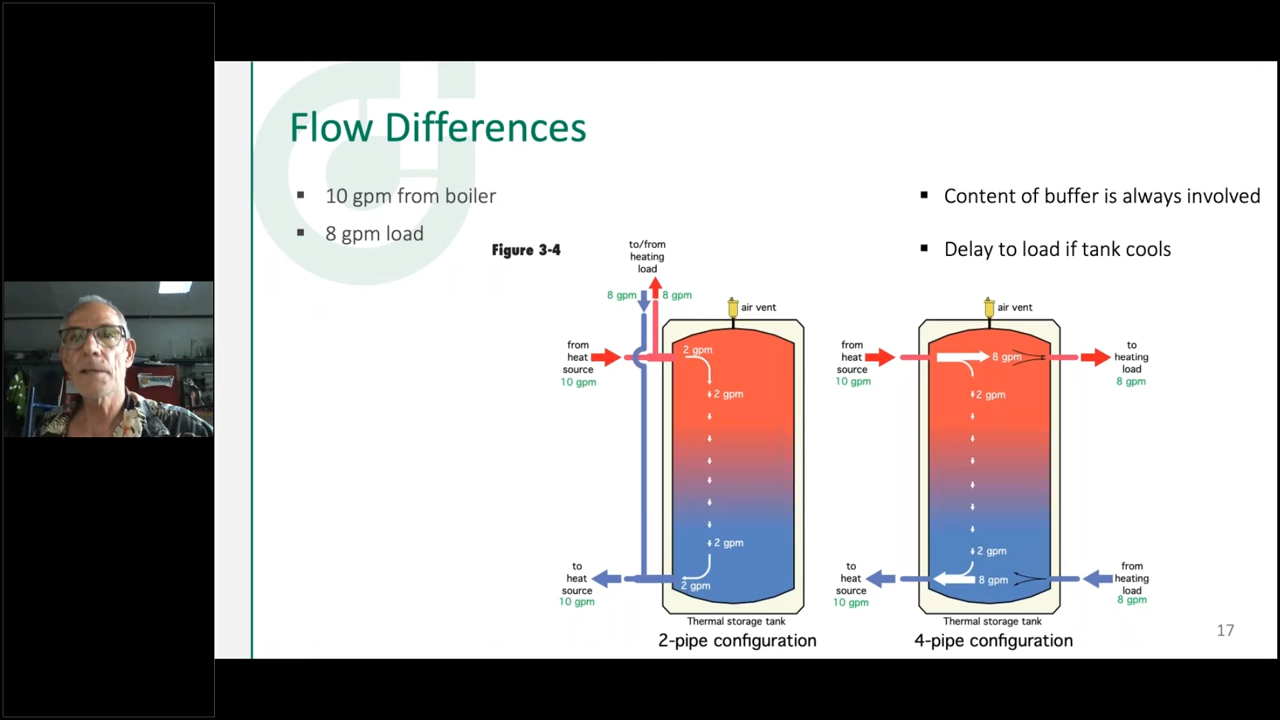 Flow Differences
▪ 10 gpm from boiler
▪ 8 gpm load
▪ Content of buffer is always involved
▪ Delay to load if tank cools
Figure 3-4
to/from
heating
load
8 gpm
8 gpm
air vent
from
heat
source
10 gpm
2 gpm
2 gpm
2 gpm
2 gpm
to
heat
source
10 gpm
Thermal storage tank
2-pipe configuration
air vent
from
heat
source
10 gpm
8 gpm
to
heating
load
8 gpm
2 gpm
2 gpm
8 gpm
to
heat
source
10 gpm
from
heating
load
8 gpm
Thermal storage tank
4-pipe configuration
17